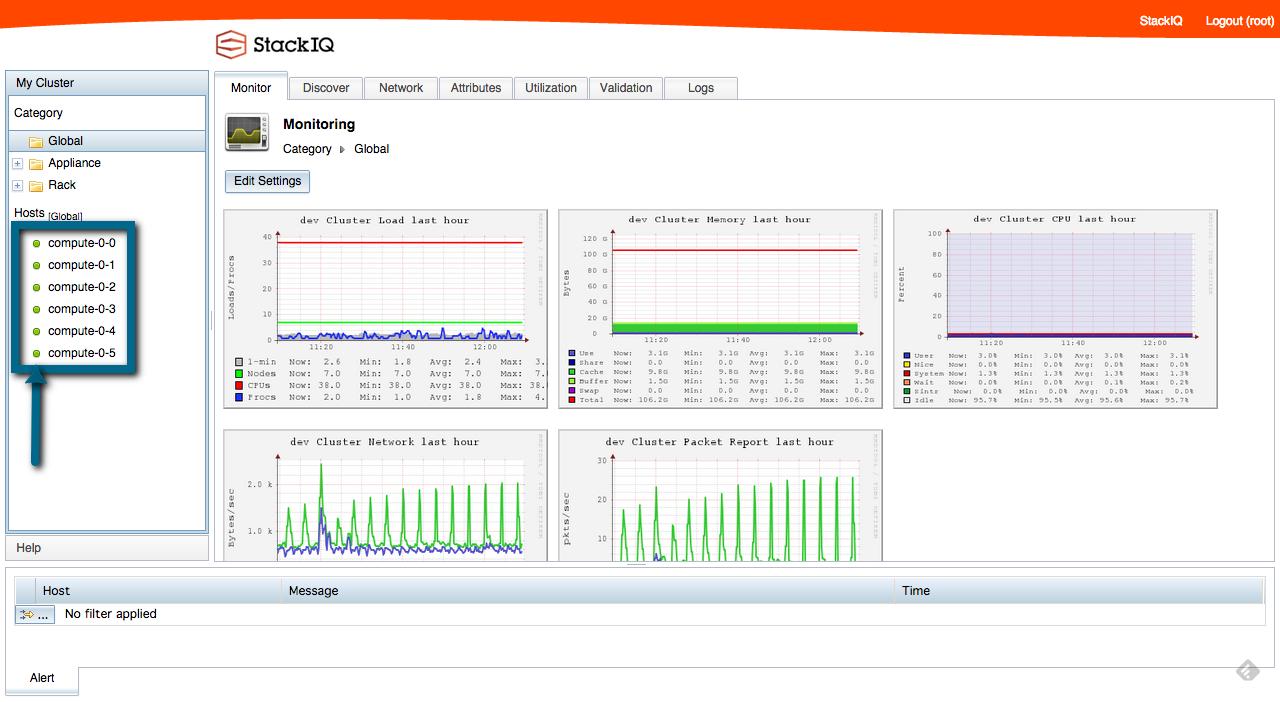 StackIQ Logout (root)
StackIQ
My Cluster
Category
Global
Appliance
Rack
Hosts [Global]
compute-0-0
compute-0-1
compute-0-2
compute-0-3
compute-0-4
compute-0-5
Help
Monitor Discover Network Attributes Utilization Validation Logs
Monitoring
Category Global
Edit Settings
dev Cluster Load last hour
Loads/Procs
40
30
20
10
0
11:20 11:40 12:00
1-min Now: 2.6 Min: 1.8 Avg: 2.4 Max: 3.
Nodes Now: 7.0 Min: 7.0 Avg: 7.0 Max: 7.
CPUs Now: 38.0 Min: 38.0 Avg: 38.0 Max: 38.
Procs Now: 2.0 Min: 1.0 Avg: 1.8 Max: 4.
dev Cluster Memory last hour
Bytes
120 G
100 G
80 G
60 G
40 G
20 G
0
11:20 11:40 12:00
Use Now: 3.1G Min: 3.1G Avg: 3.1G Max: 3.1G
Share Now: 0.0 Min: 0.0 Avg: 0.0 Max: 0.0
Cache Now: 9.8G Min: 9.8G Avg: 9.8G Max: 9.8G
Buffer Now: 1.5G Min: 1.5G Avg: 1.5G Max: 1.5G
Swap Now: 0.0 Min: 0.0 Avg: 0.0 Max: 0.0
Total Now: 106.2G Min: 106.2G Avg: 106.2G Max: 106.2G
dev Cluster CPU last hour
Percent
100
80
60
40
20
0
11:20 11:40 12:00
User Now: 3.0% Min: 3.0% Avg: 3.0% Max: 3.1%
Nice Now: 0.0% Min: 0.0% Avg: 0.0% Max: 0.0%
System Now: 1.3% Min: 1.3% Avg: 1.3% Max: 1.3%
Wait Now: 0.0% Min: 0.0% Avg: 0.1% Max: 0.2%
Sintr Now: 0.0% Min: 0.0% Avg: 0.0% Max: 0.0%
Idle Now: 95.7% Min: 95.5% Avg: 95.6% Max: 95.7%
dev Cluster Network last hour
Bytes/sec
2.0 k
1.0 k
dev Cluster Packet Report last hour
pkts/sec
30
20
10
Host Message Time
... No filter applied
Alert